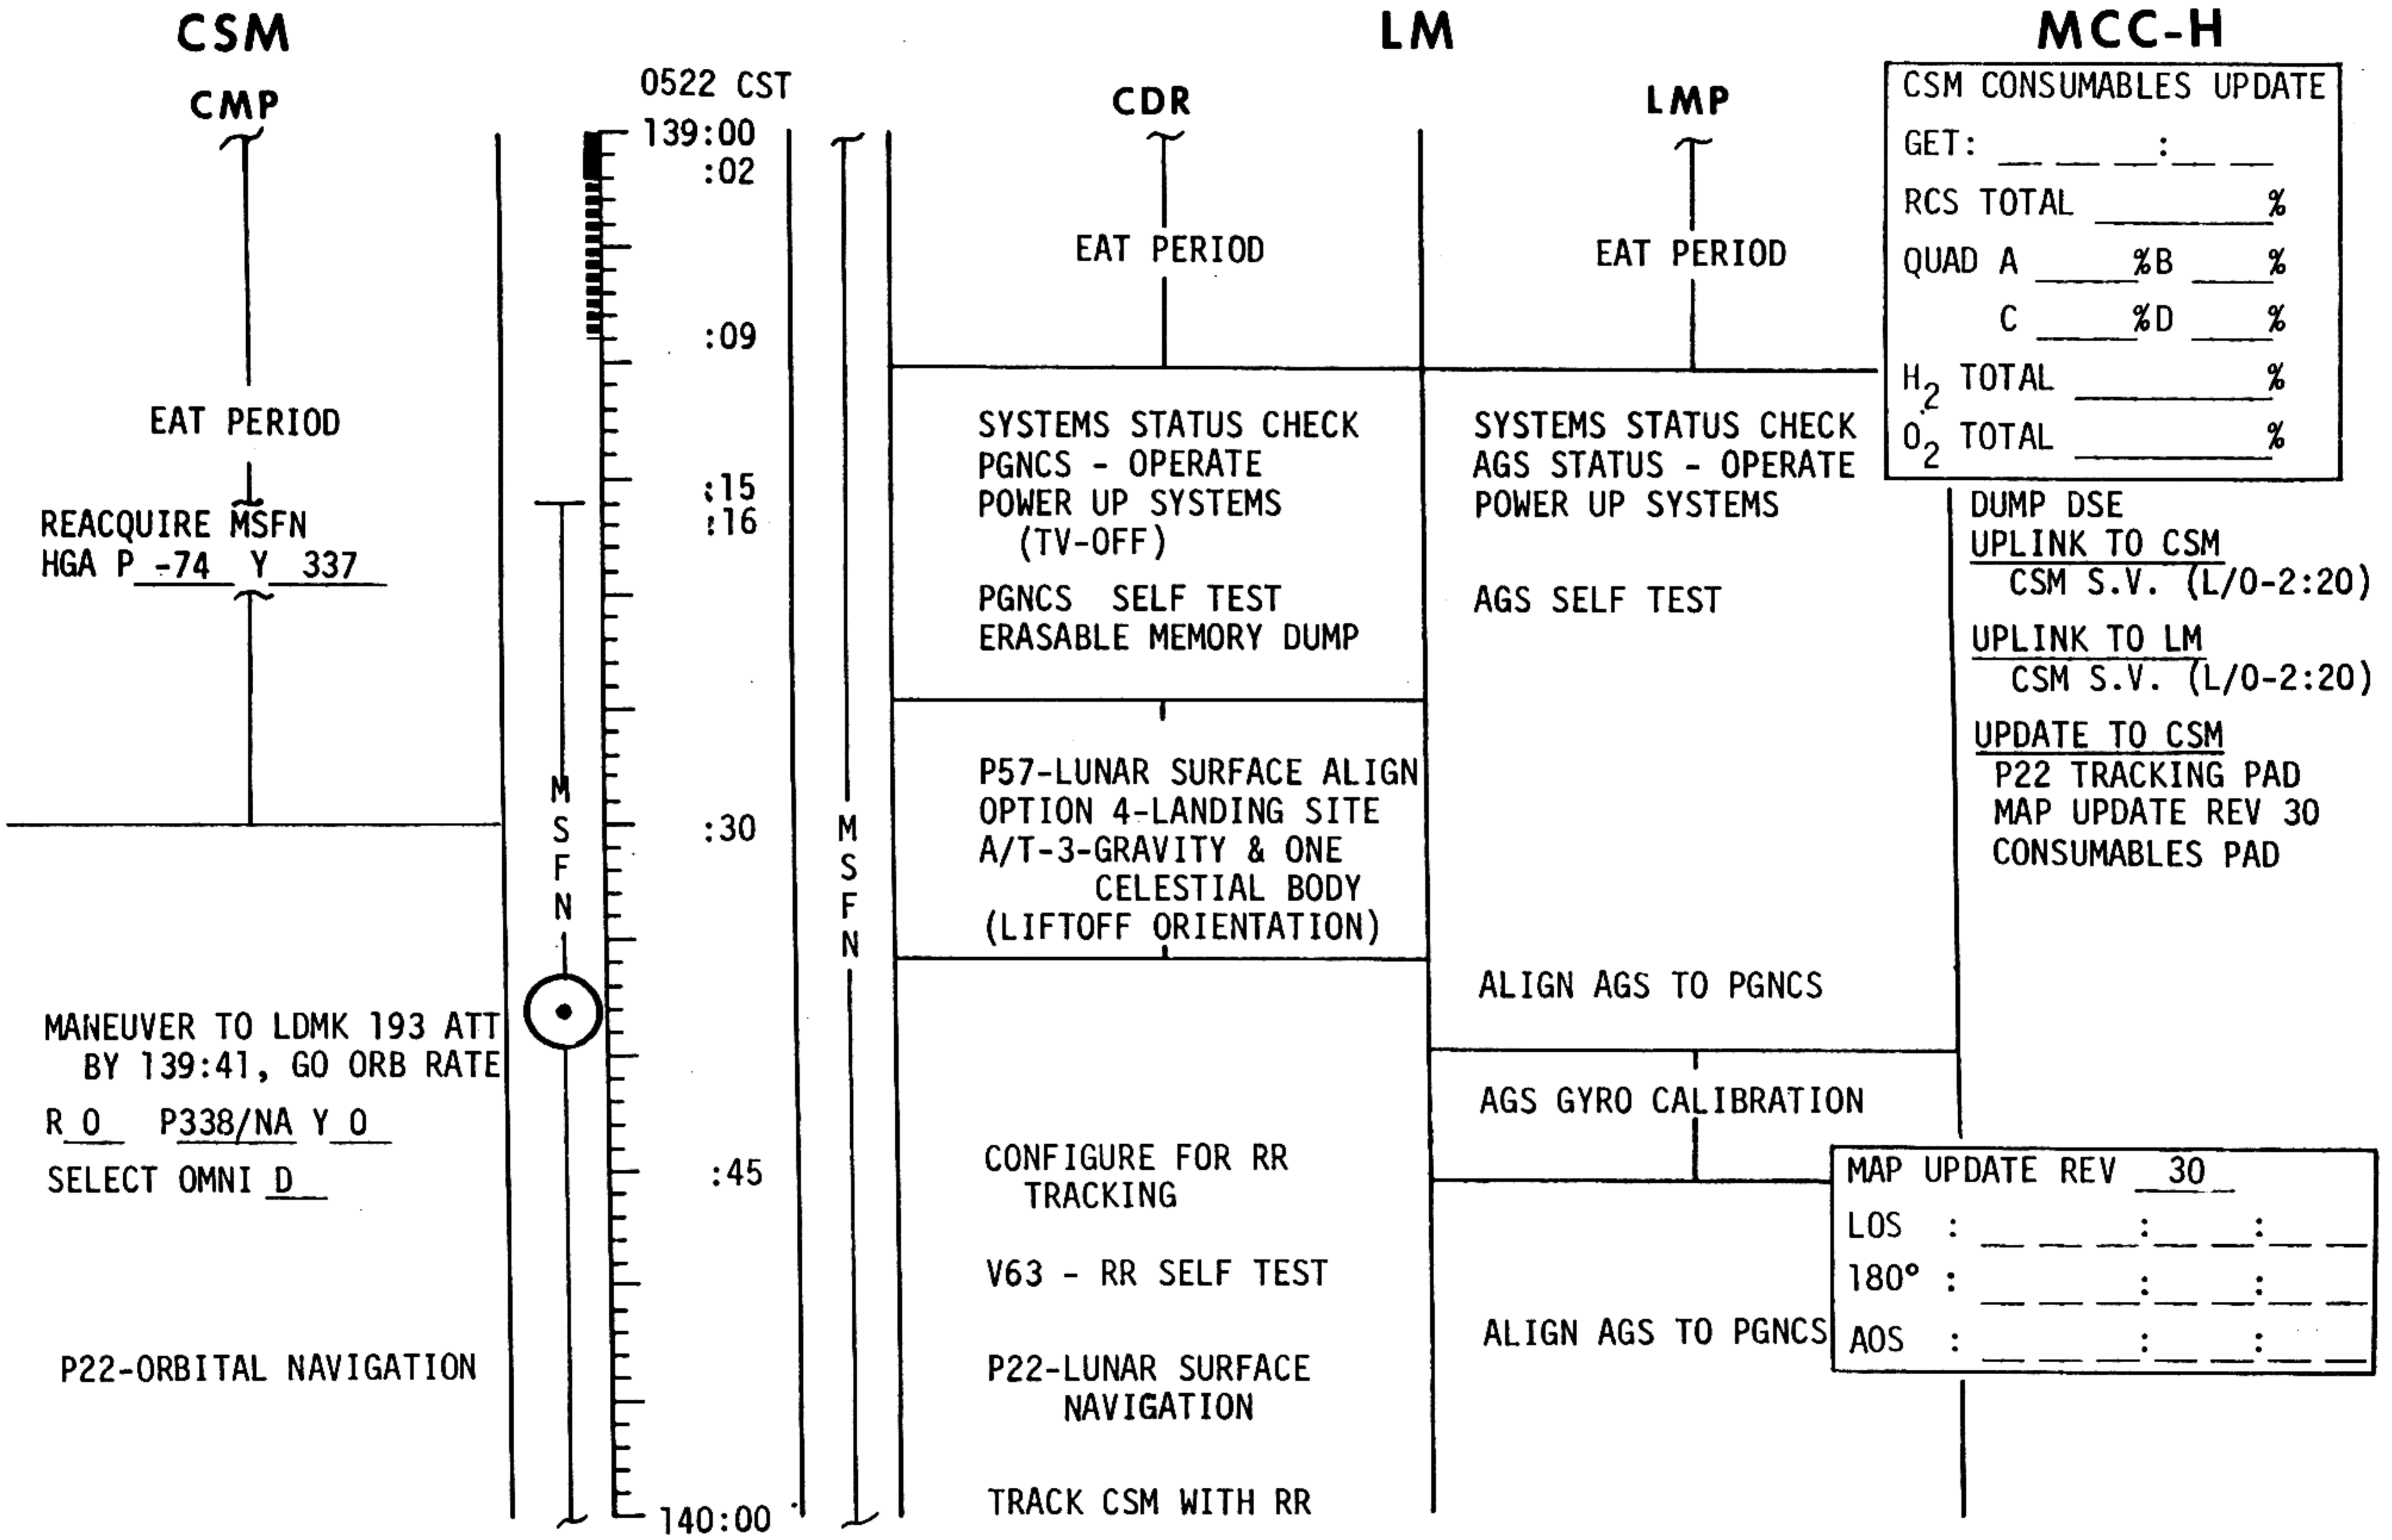 CSM
LM
MCC-H
CMP
0522 CST
CDR
LMP
139:00
:02
:09
:15
:16
:30
:45
140:00
EAT PERIOD
REACQUIRE MSFN
HGA P -74 Y 337
MANEUVER TO LDMK 193 ATT
BY 139:41, GO ORB RATE
R 0 P338/NA Y 0
SELECT OMNI D
P22-ORBITAL NAVIGATION
M
S
F
N
M
S
F
N
EAT PERIOD
SYSTEMS STATUS CHECK
PGNCS - OPERATE
POWER UP SYSTEMS
(TV-OFF)
PGNCS SELF TEST
ERASABLE MEMORY DUMP
P57-LUNAR SURFACE ALIGN
OPTION 4-LANDING SITE
A/T-3-GRAVITY & ONE
CELESTIAL BODY
(LIFTOFF ORIENTATION)
CONFIGURE FOR RR
TRACKING
V63 - RR SELF TEST
P22-LUNAR SURFACE
NAVIGATION
TRACK CSM WITH RR
EAT PERIOD
SYSTEMS STATUS CHECK
AGS STATUS - OPERATE
POWER UP SYSTEMS
AGS SELF TEST
ALIGN AGS TO PGNCS
AGS GYRO CALIBRATION
ALIGN AGS TO PGNCS
CSM CONSUMABLES UPDATE
GET: __ __ __:__ __
RCS TOTAL ______%
QUAD A ____%B ___%
C ____%D ___%
H2 TOTAL ______%
O2 TOTAL ______%
DUMP DSE
UPLINK TO CSM
CSM S.V. (L/O-2:20)
UPLINK TO LM
CSM S.V. (L/O-2:20)
UPDATE TO CSM
P22 TRACKING PAD
MAP UPDATE REV 30
CONSUMABLES PAD
MAP UPDATE REV 30
LOS : __ __ __:__ __:__ __
180° : __ __ __:__ __:__ __
AOS : __ __ __:__ __:__ __